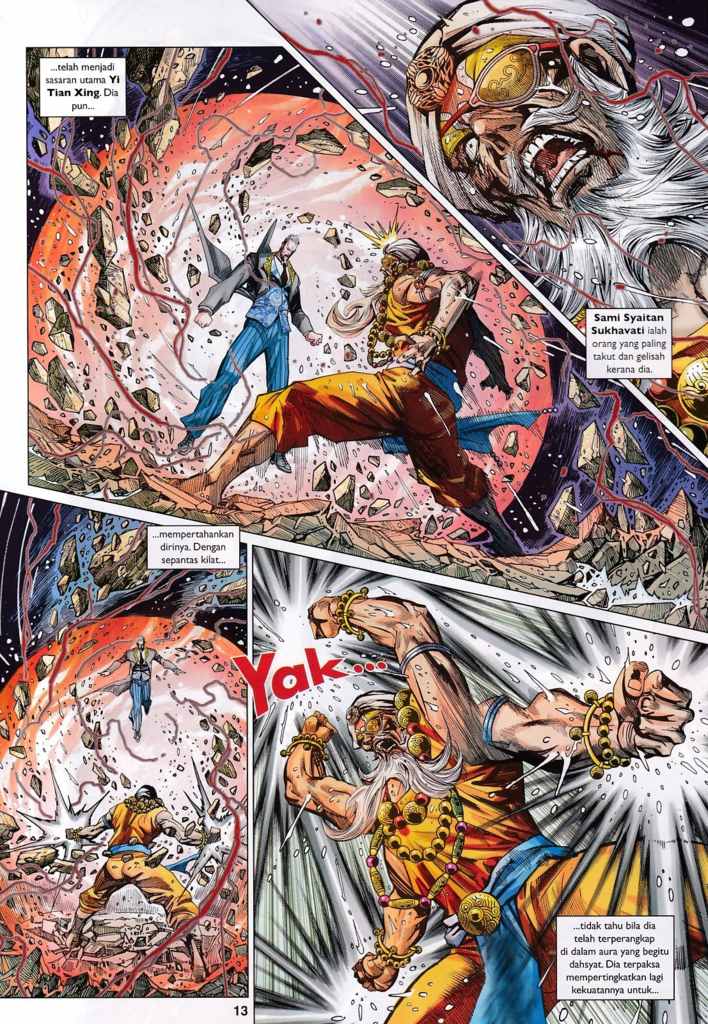 ...telah menjadi
sasaran utama Yi
Tian Xing. Dia
pun...
Sami Syaitan
Sukhavati ialah
orang yang paling
takut dan gelisah
kerana dia.
...mempertahankan
dirinya. Dengan
sepantas kilat...
Yak...
...tidak tahu bila dia
telah terperangkap
di dalam aura yang begitu
dahsyat. Dia terpaksa
mempertingkatkan lagi
kekuatannya untuk...
13